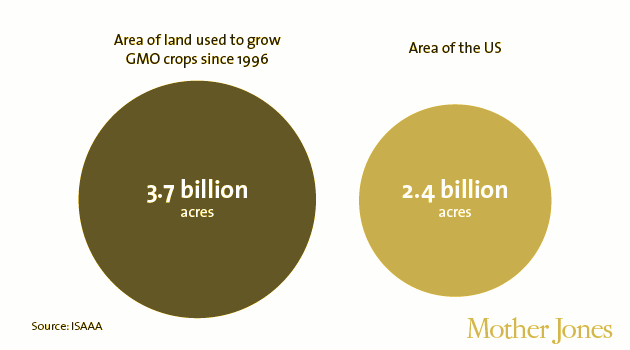 Area of land used to grow
GMO crops since 1996
Area of the US
3.7 billion
acres
2.4 billion
acres
Source: ISAAA
Mother Jones